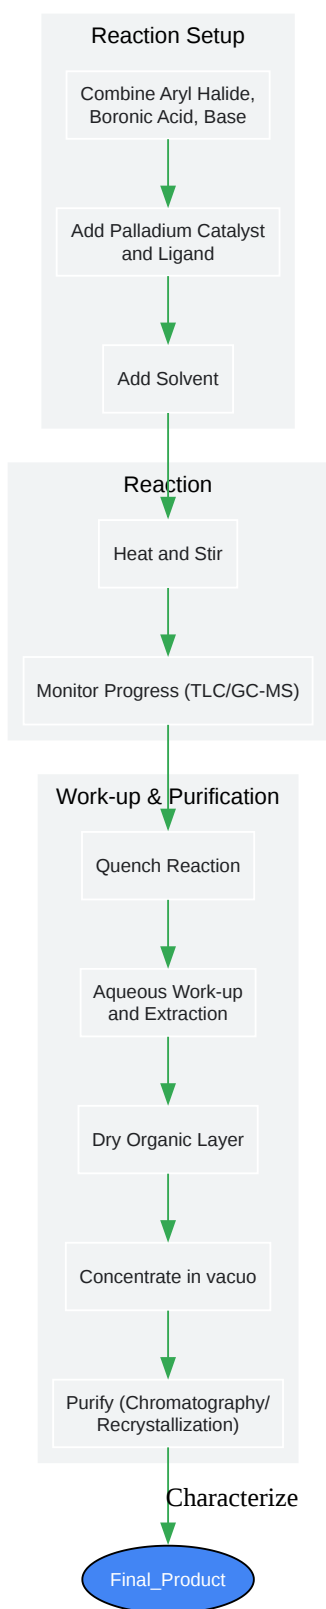 Reaction Setup
Combine Aryl Halide,
Boronic Acid, Base
Add Palladium Catalyst
and Ligand
Add Solvent
Reaction
Heat and Stir
Monitor Progress (TLC/GC-MS)
Work-up & Purification
Quench Reaction
Aqueous Work-up
and Extraction
Dry Organic Layer
Concentrate in vacuo
Purify (Chromatography/
Recrystallization)
Characterize
Final_Product